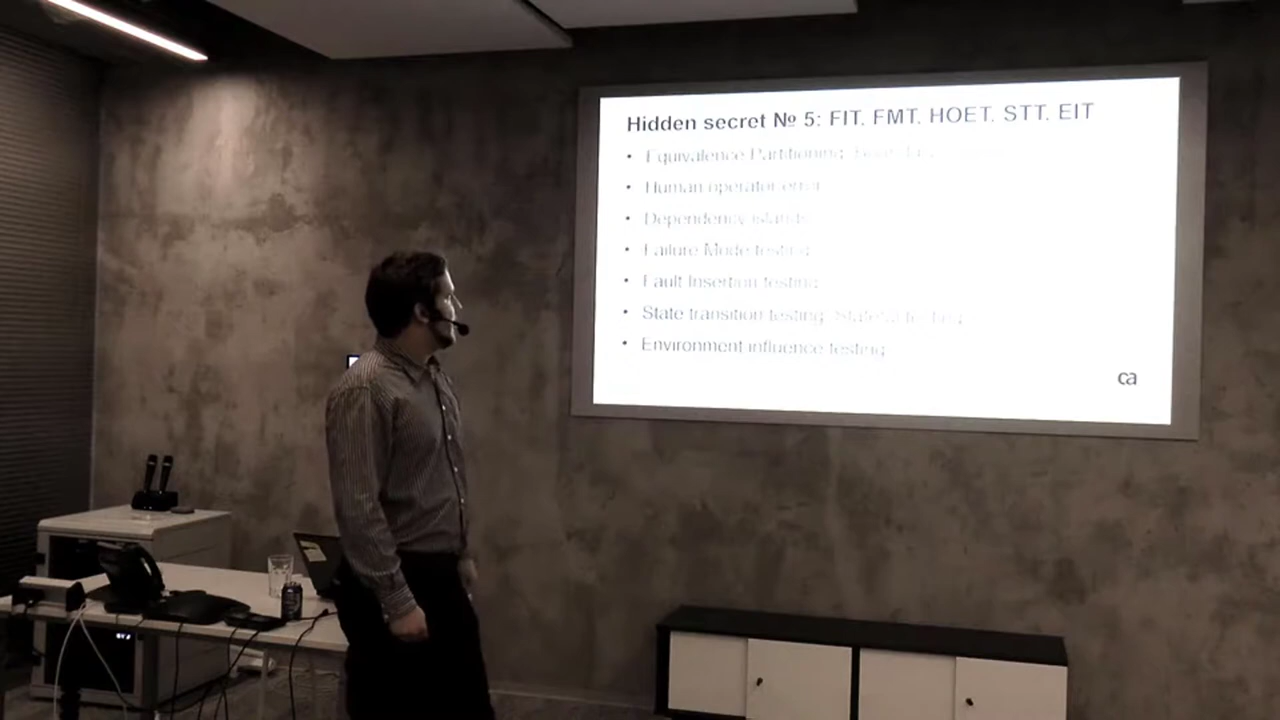 Hidden secret № 5: FIT, FMT, HOET, STT, EIT
• Equivalence Partitioning,
• Human operator error
• Dependency islands
• Failure Mode testing
• Fault Insertion testing
• State transition testing,
• Environment influence testing
ca